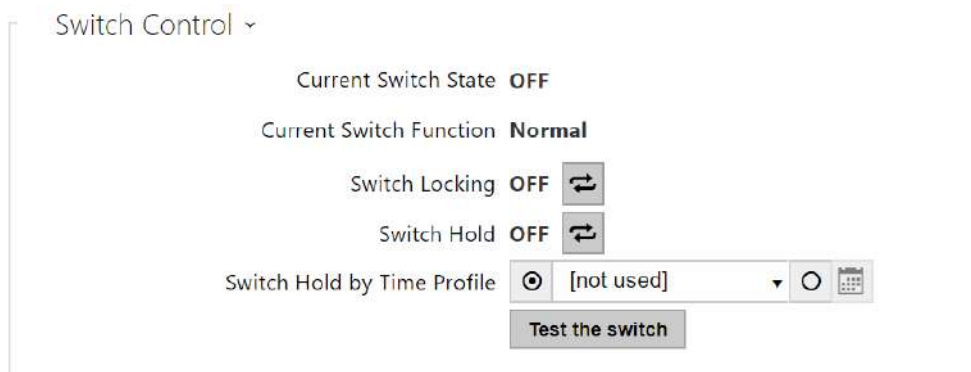 Switch Control
Current Switch State OFF
Current Switch Function Normal
Switch Locking OFF
Switch Hold OFF
Switch Hold by Time Profile [not used]
Test the switch